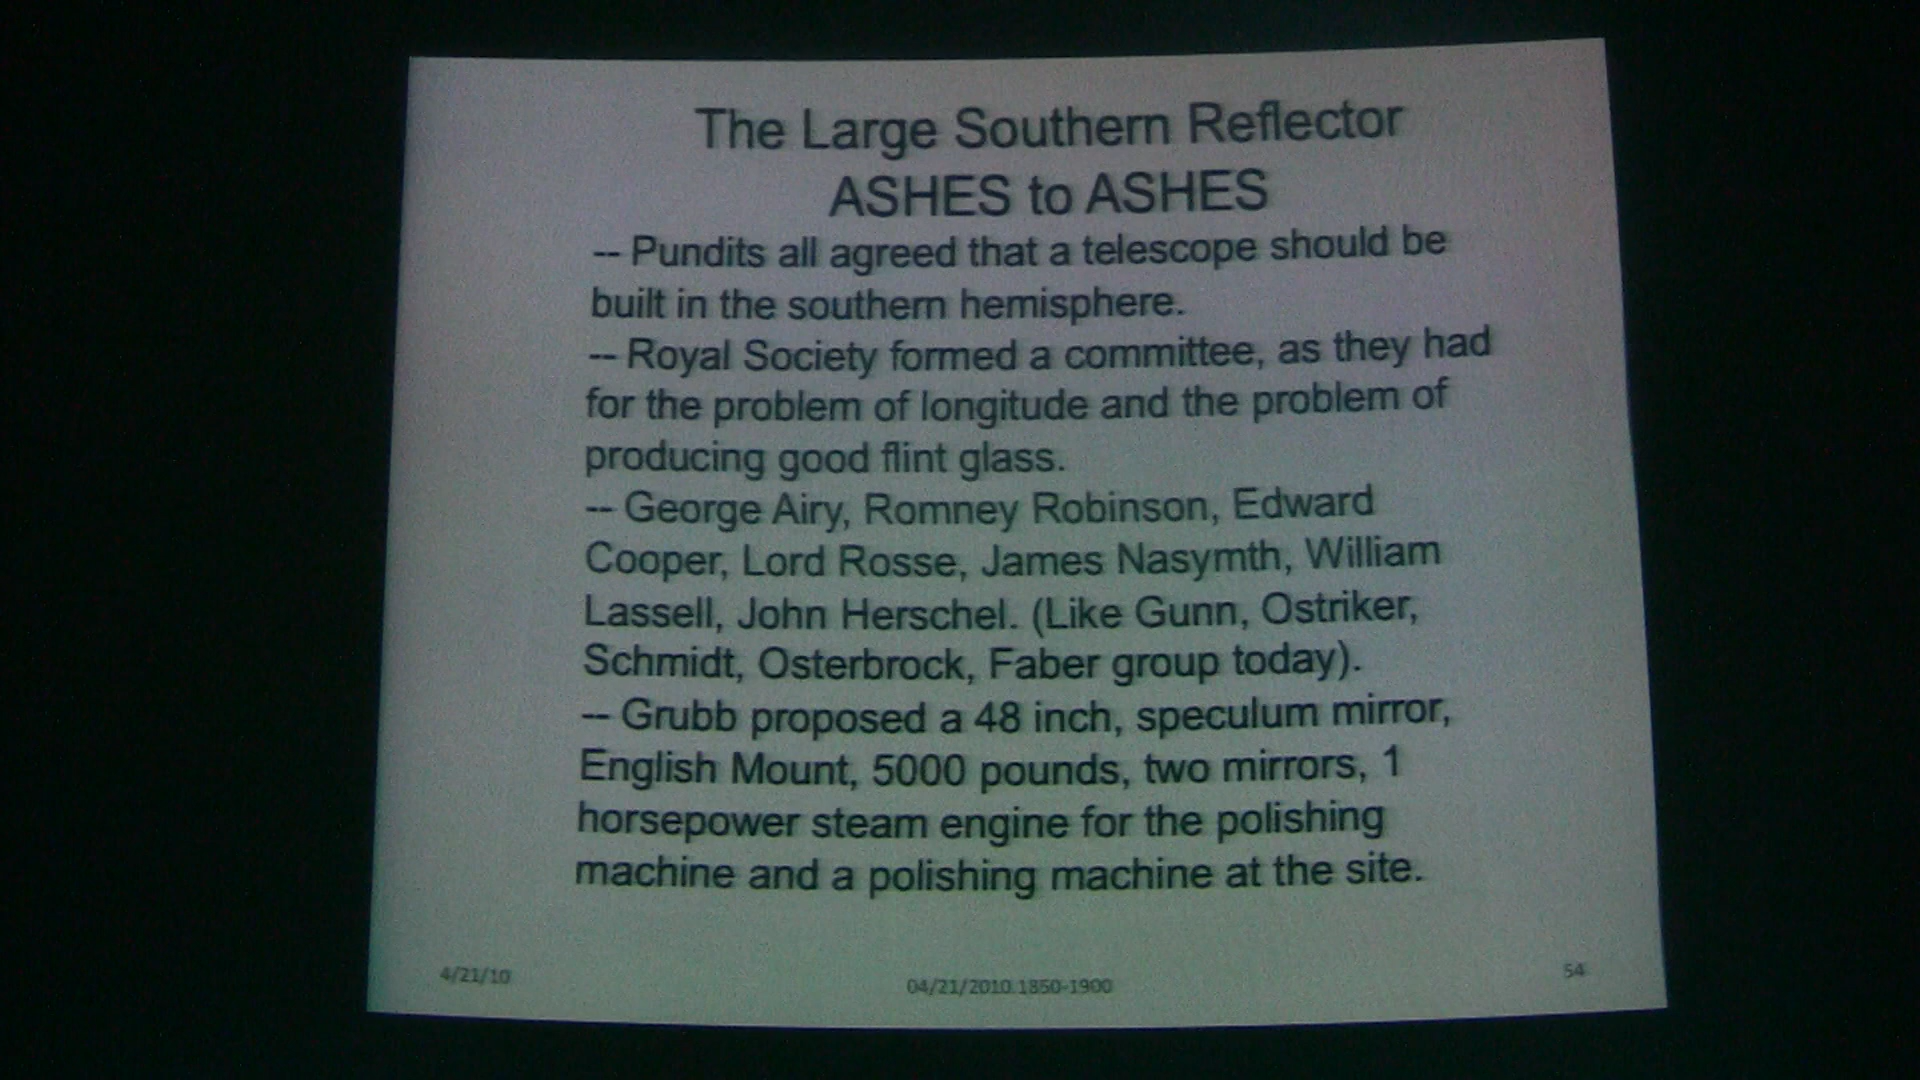 The Large Southern Reflector
ASHES to ASHES
-- Pundits all agreed that a telescope should be
built in the southern hemisphere.
-- Royal Society formed a committee, as they had
for the problem of longitude and the problem of
producing good flint glass.
-- George Airy, Romney Robinson, Edward
Cooper, Lord Rosse, James Nasymth, William
Lassell, John Herschel. (Like Gunn, Ostriker,
Schmidt, Osterbrock, Faber group today).
-- Grubb proposed a 48 inch, speculum mirror,
English Mount, 5000 pounds, two mirrors, 1
horsepower steam engine for the polishing
machine and a polishing machine at the site.
4/21/10
04/21/2010.1850-1900
54